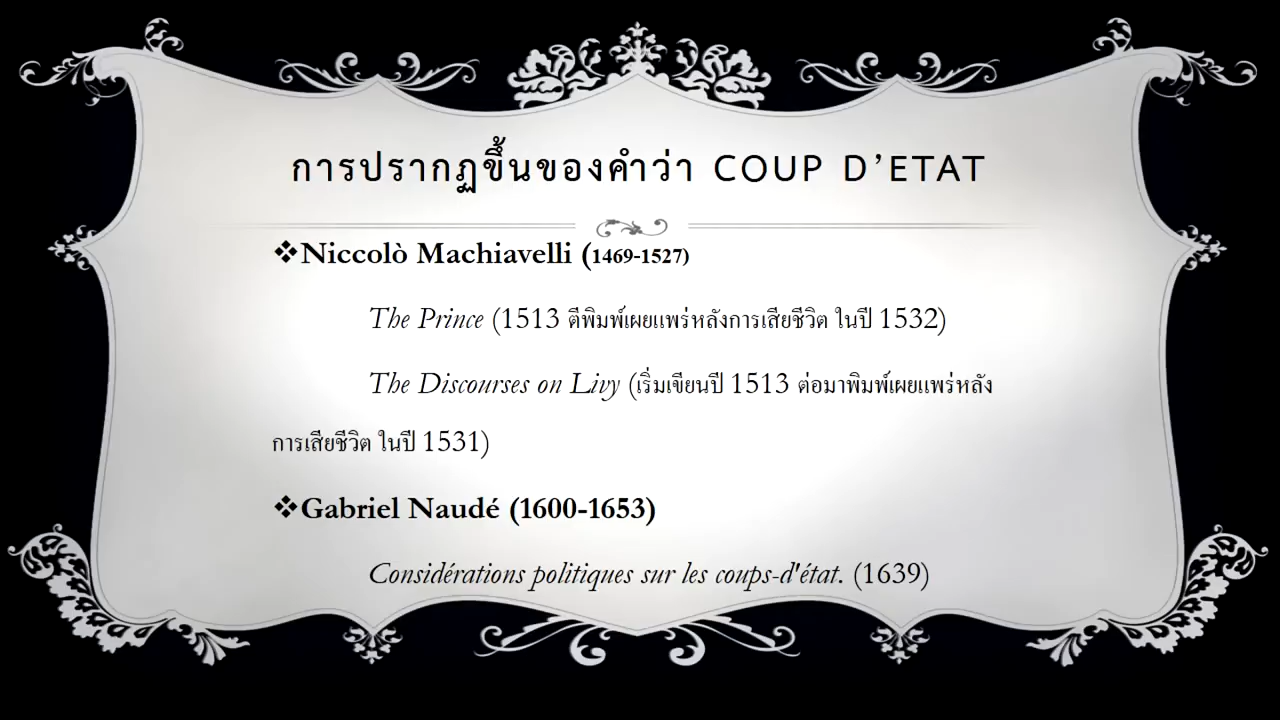 การปรากฏขึ้นของคำว่า COUP D’ETAT
❖Niccolò Machiavelli (1469-1527)
The Prince (1513 ตีพิมพ์เผยแพร่หลังการเสียชีวิต ในปี 1532)
The Discourses on Livy (เริ่มเขียนปี 1513 ต่อมาพิมพ์เผยแพร่หลัง
การเสียชีวิต ในปี 1531)
❖Gabriel Naudé (1600-1653)
Considérations politiques sur les coups-d'état. (1639)